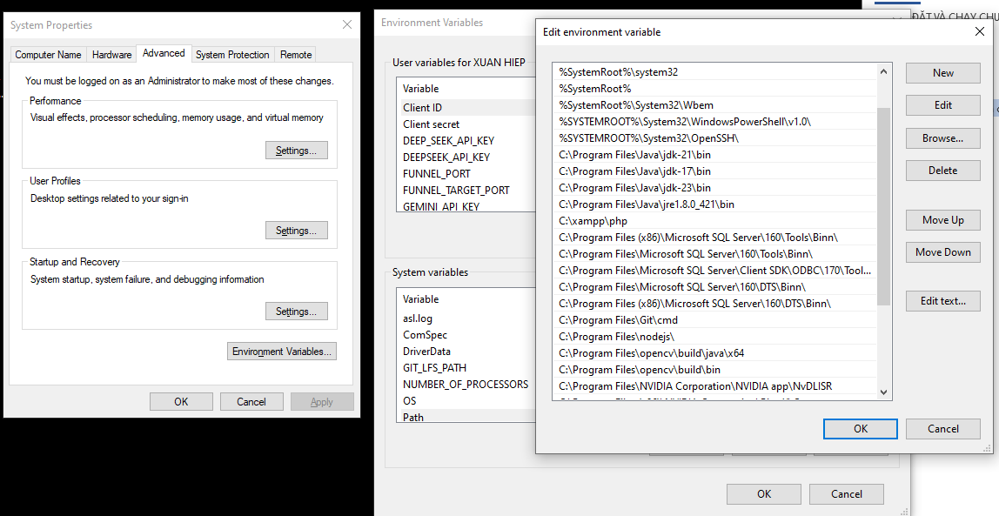 System Properties
Computer Name
Hardware
Advanced
System Protection
Remote
You must be logged on as an Administrator to make most of these changes.
Performance
Visual effects, processor scheduling, memory usage, and virtual memory
Settings...
User Profiles
Desktop settings related to your sign-in
Settings...
Startup and Recovery
System startup, system failure, and debugging information
Settings...
Environment Variables...
OK
Cancel
Apply
Environment Variables
User variables for XUAN HIEP
Variable
Client ID
Client secret
DEEP_SEEK_API_KEY
DEEPSEEK_API_KEY
FUNNEL_PORT
FUNNEL_TARGET_PORT
GEMINI_API_KEY
System variables
Variable
asl.log
ComSpec
DriverData
GIT_LFS_PATH
NUMBER_OF_PROCESSORS
OS
Path
OK
Cancel
ĐẶT VÀ CHẠY CHƯ
Edit environment variable
%SystemRoot%\system32
%SystemRoot%
%SystemRoot%\System32\Wbem
%SYSTEMROOT%\System32\WindowsPowerShell\v1.0\
%SYSTEMROOT%\System32\OpenSSH\
C:\Program Files\Java\jdk-21\bin
C:\Program Files\Java\jdk-17\bin
C:\Program Files\Java\jdk-23\bin
C:\Program Files\Java\jre1.8.0_421\bin
C:\xampp\php
C:\Program Files (x86)\Microsoft SQL Server\160\Tools\Binn\
C:\Program Files\Microsoft SQL Server\160\Tools\Binn\
C:\Program Files\Microsoft SQL Server\Client SDK\ODBC\170\Tool...
C:\Program Files\Microsoft SQL Server\160\DTS\Binn\
C:\Program Files (x86)\Microsoft SQL Server\160\DTS\Binn\
C:\Program Files\Git\cmd
C:\Program Files\nodejs\
C:\Program Files\opencv\build\java\x64
C:\Program Files\opencv\build\bin
C:\Program Files\NVIDIA Corporation\NVIDIA app\NvDLISR
New
Edit
Browse...
Delete
Move Up
Move Down
Edit text...
OK
Cancel